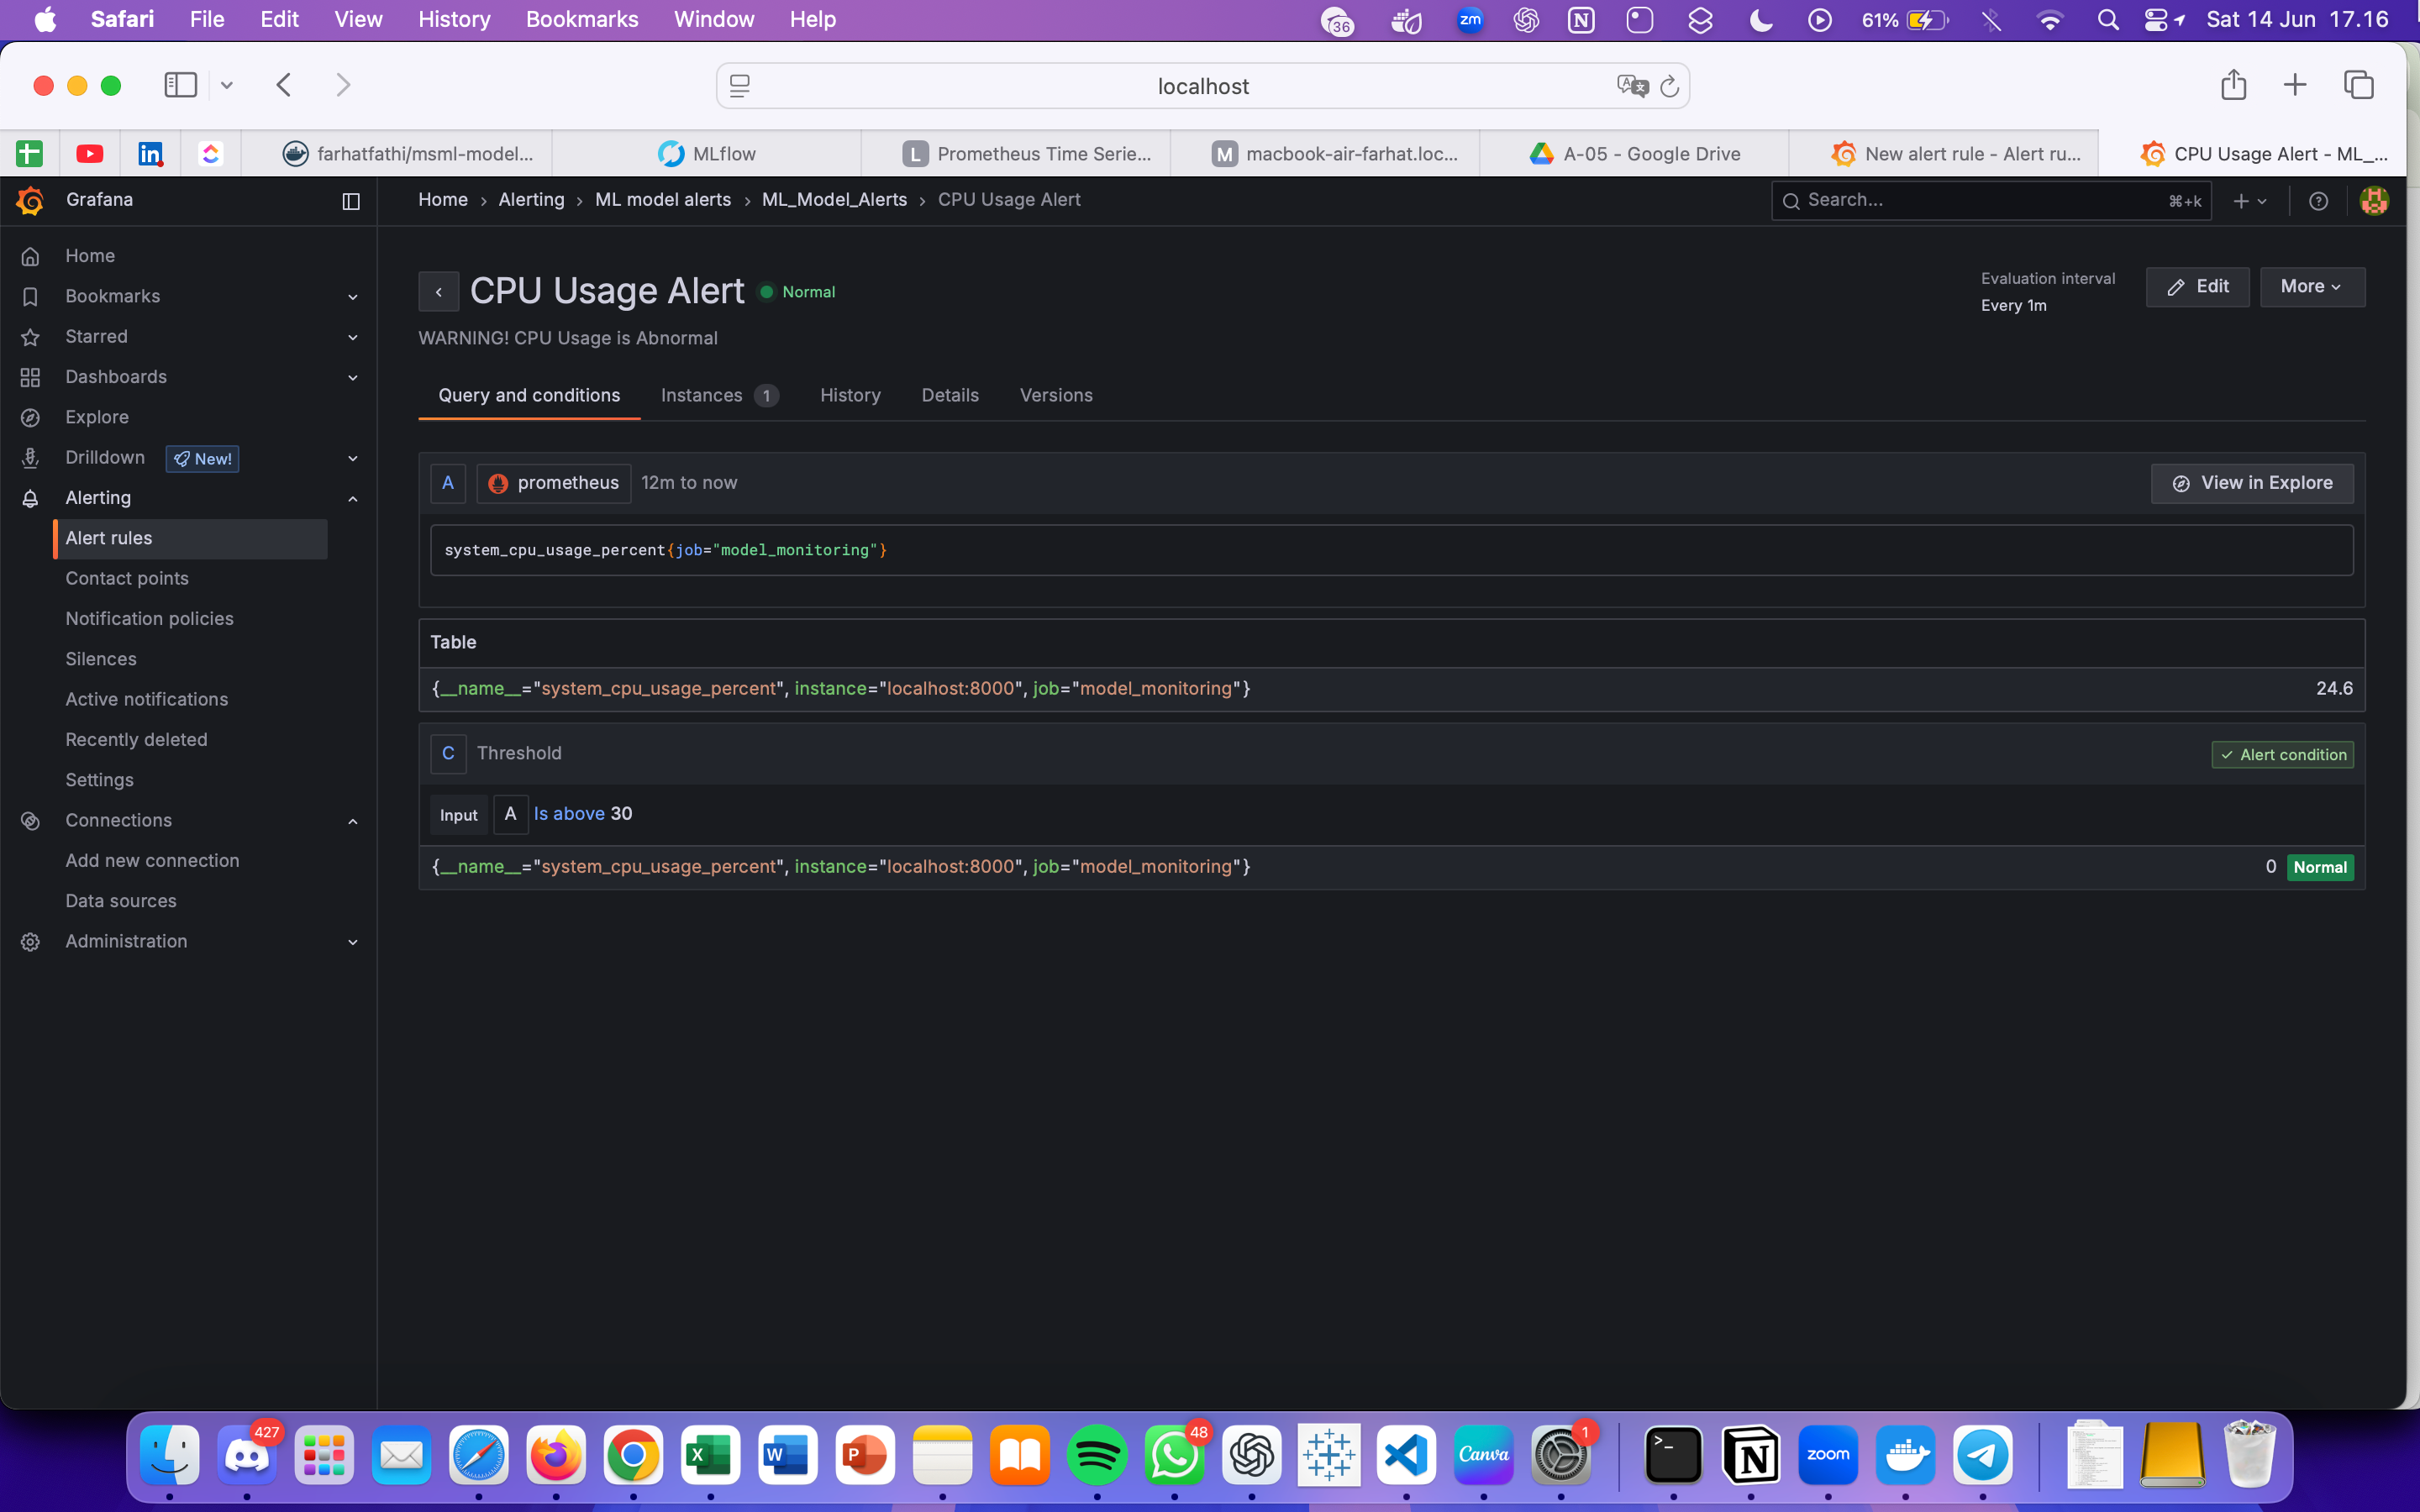 Safari File Edit View History Bookmarks Window Help 36 zm 61% Sat 14 Jun 17.16
localhost
farhatfathi/msml-model... MLflow L Prometheus Time Serie... M macbook-air-farhat.loc... A-05 - Google Drive New alert rule - Alert ru... CPU Usage Alert - ML_...
Grafana
Home › Alerting › ML model alerts › ML_Model_Alerts › CPU Usage Alert
Search... ⌘+k
Home
Bookmarks
Starred
Dashboards
Explore
Drilldown New!
Alerting
Alert rules
Contact points
Notification policies
Silences
Active notifications
Recently deleted
Settings
Connections
Add new connection
Data sources
Administration
CPU Usage Alert Normal
WARNING! CPU Usage is Abnormal
Evaluation interval
Every 1m
Edit
More
Query and conditions Instances 1 History Details Versions
A prometheus 12m to now View in Explore
system_cpu_usage_percent{job="model_monitoring"}
Table
{__name__="system_cpu_usage_percent", instance="localhost:8000", job="model_monitoring"} 24.6
C Threshold Alert condition
Input A Is above 30
{__name__="system_cpu_usage_percent", instance="localhost:8000", job="model_monitoring"} 0 Normal
427 X W P 48 Canva 1 N zoom